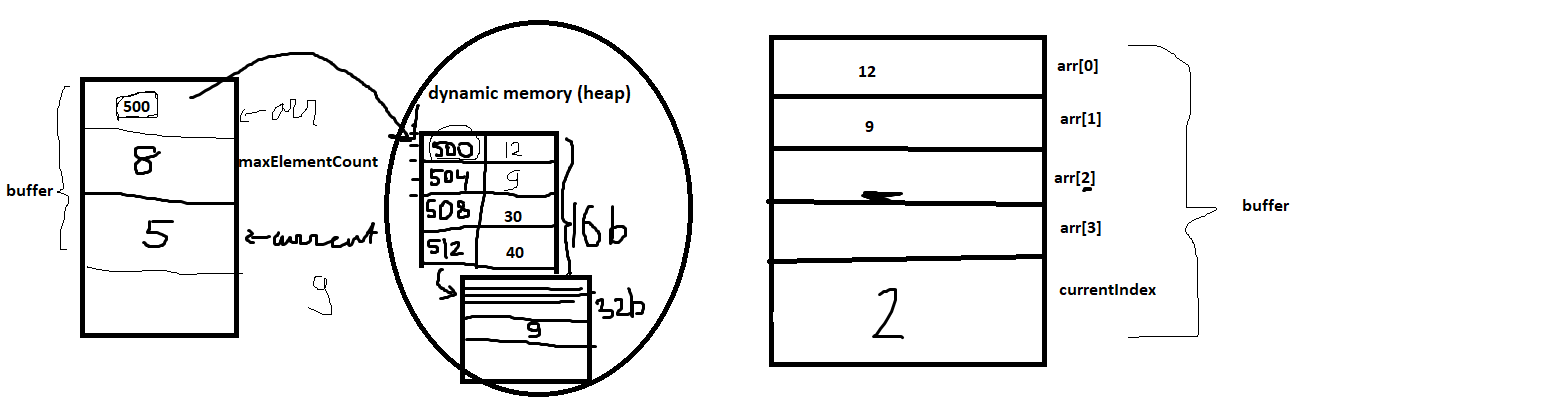 500
arr
8
maxElementCount
buffer
5
current
9
dynamic memory (heap)
500 12
504 9
508 30
512 40
16b
32b
9
12 arr[0]
9 arr[1]
arr[2]
arr[3]
buffer
currentIndex
2